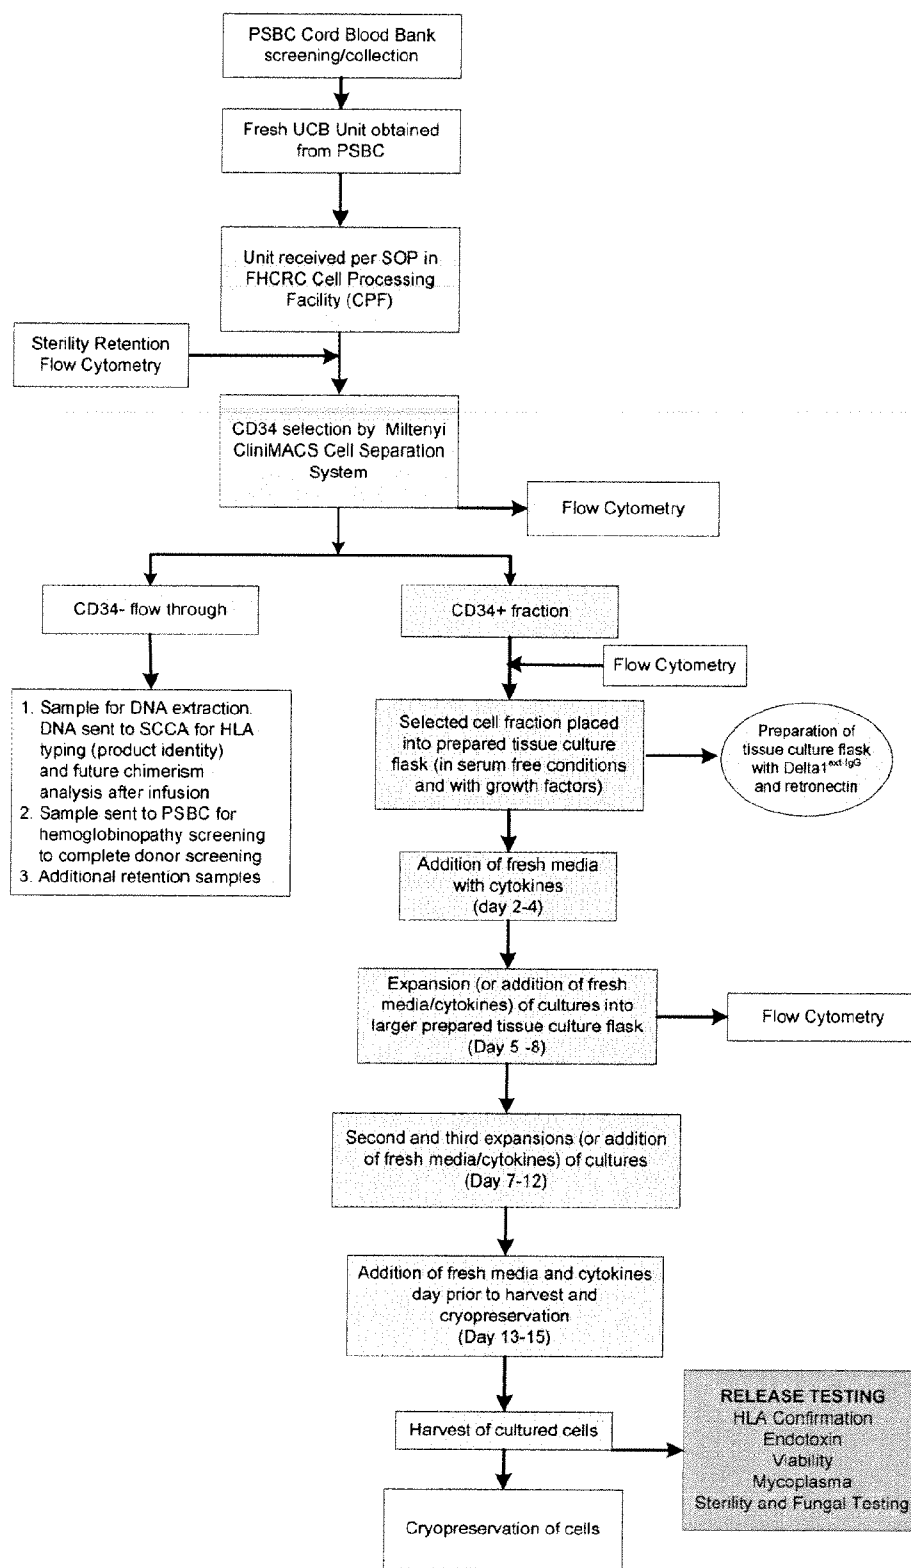 PSBC Cord Blood Bank
screening/collection
Fresh UCB Unit obtained
from PSBC
Unit received per SOP in
FHCRC Cell Processing
Facility (CPF)
Sterility Retention
Flow Cytometry
CD34 selection by Miltenyi
CliniMACS Cell Separation
System
Flow Cytometry
CD34- flow through
CD34+ fraction
Flow Cytometry
1. Sample for DNA extraction.
DNA sent to SCCA for HLA
typing (product identity)
and future chimerism
analysis after infusion
2. Sample sent to PSBC for
hemoglobinopathy screening
to complete donor screening
3. Additional retention samples
Selected cell fraction placed
into prepared tissue culture
flask (in serum free conditions
and with growth factors)
Preparation of
tissue culture flask
with Delta1ext-IgG
and retronectin
Addition of fresh media
with cytokines
(day 2-4)
Expansion (or addition of fresh
media/cytokines) of cultures into
larger prepared tissue culture flask
(Day 5 -8)
Flow Cytometry
Second and third expansions (or addition
of fresh media/cytokines) of cultures
(Day 7-12)
Addition of fresh media and cytokines
day prior to harvest and
cryopreservation
(Day 13-15)
Harvest of cultured cells
RELEASE TESTING
HLA Confirmation
Endotoxin
Viability
Mycoplasma
Sterility and Fungal Testing
Cryopreservation of cells